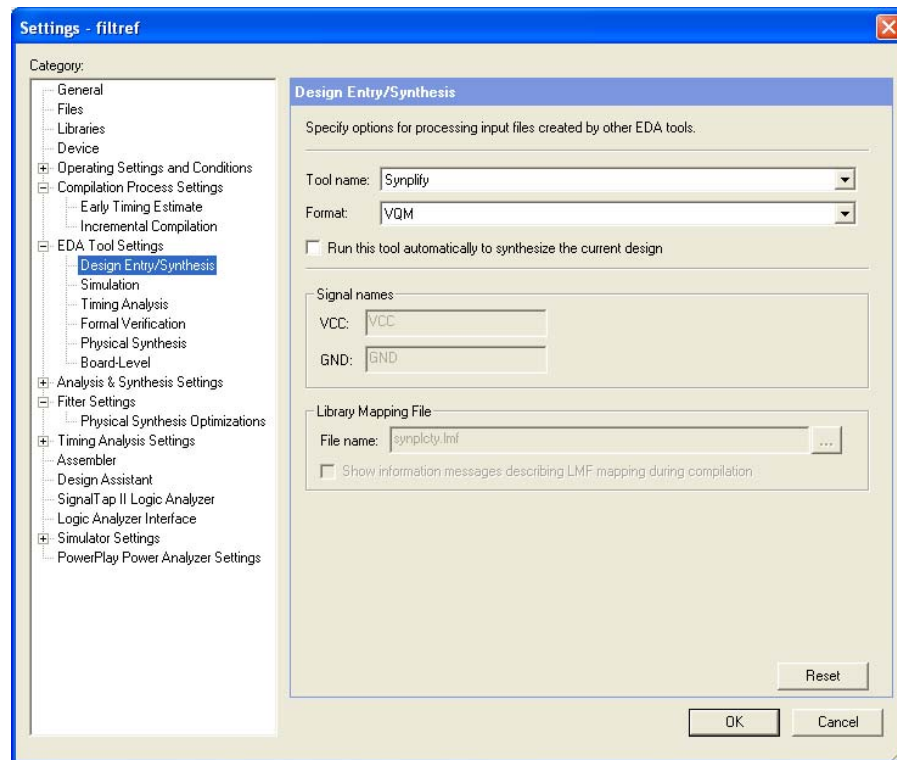 Settings - filtref
Category:
General
Files
Libraries
Device
Operating Settings and Conditions
Compilation Process Settings
Early Timing Estimate
Incremental Compilation
EDA Tool Settings
Design Entry/Synthesis
Simulation
Timing Analysis
Formal Verification
Physical Synthesis
Board-Level
Analysis & Synthesis Settings
Fitter Settings
Physical Synthesis Optimizations
Timing Analysis Settings
Assembler
Design Assistant
SignalTap II Logic Analyzer
Logic Analyzer Interface
Simulator Settings
PowerPlay Power Analyzer Settings
Design Entry/Synthesis
Specify options for processing input files created by other EDA tools.
Tool name: Synplify
Format: VQM
Run this tool automatically to synthesize the current design
Signal names
VCC: VCC
GND: GND
Library Mapping File
File name: synplcty.lmf ...
Show information messages describing LMF mapping during compilation
Reset
OK Cancel